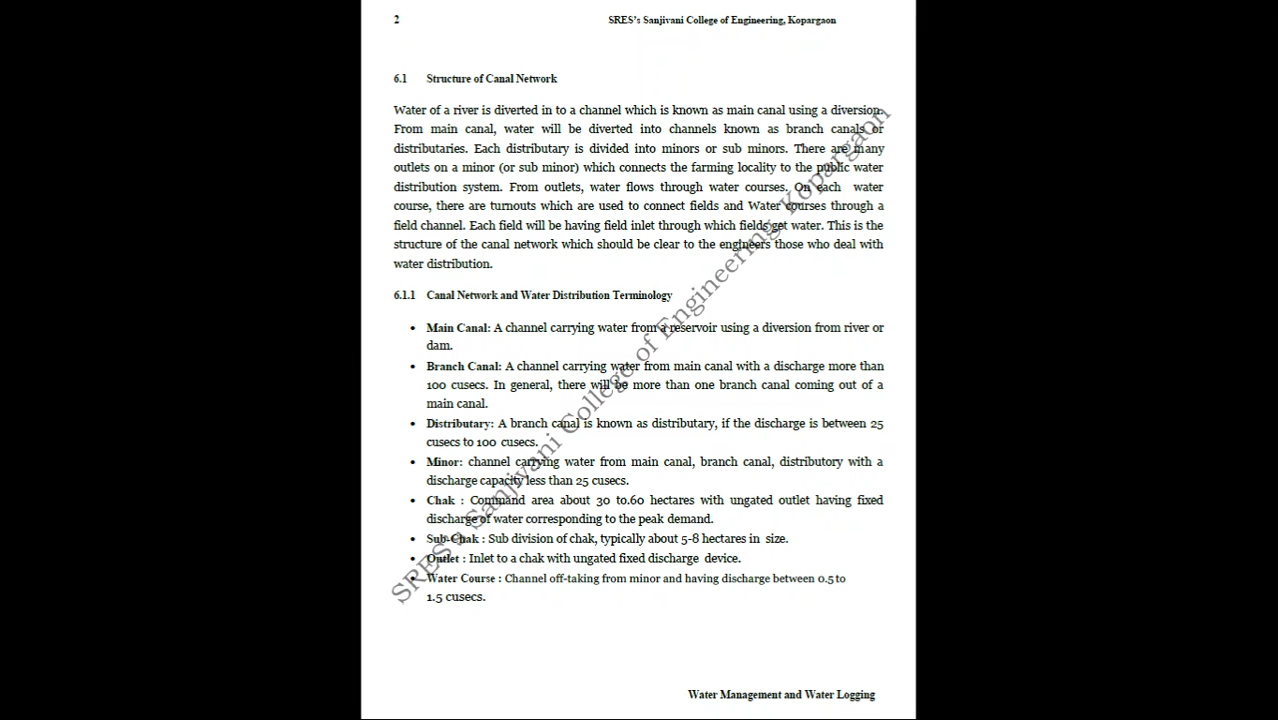 2 SRES's Sanjivani College of Engineering, Kopargaon
6.1 Structure of Canal Network
Water of a river is diverted in to a channel which is known as main canal using a diversion.
From main canal, water will be diverted into channels known as branch canals or
distributaries. Each distributary is divided into minors or sub minors. There are many
outlets on a minor (or sub minor) which connects the farming locality to the public water
distribution system. From outlets, water flows through water courses. On each water
course, there are turnouts which are used to connect fields and Water courses through a
field channel. Each field will be having field inlet through which fields get water. This is the
structure of the canal network which should be clear to the engineers those who deal with
water distribution.
6.1.1 Canal Network and Water Distribution Terminology
• Main Canal: A channel carrying water from a reservoir using a diversion from river or
dam.
• Branch Canal: A channel carrying water from main canal with a discharge more than
100 cusecs. In general, there will be more than one branch canal coming out of a
main canal.
• Distributary: A branch canal is known as distributary, if the discharge is between 25
cusecs to 100 cusecs.
• Minor: channel carrying water from main canal, branch canal, distributory with a
discharge capacity less than 25 cusecs.
• Chak : Command area about 30 to.60 hectares with ungated outlet having fixed
discharge of water corresponding to the peak demand.
• Sub-Chak : Sub division of chak, typically about 5-8 hectares in size.
• Outlet : Inlet to a chak with ungated fixed discharge device.
• Water Course : Channel off-taking from minor and having discharge between 0.5 to
1.5 cusecs.
SRES's Sanjivani College of Engineering, Kopargaon
Water Management and Water Logging